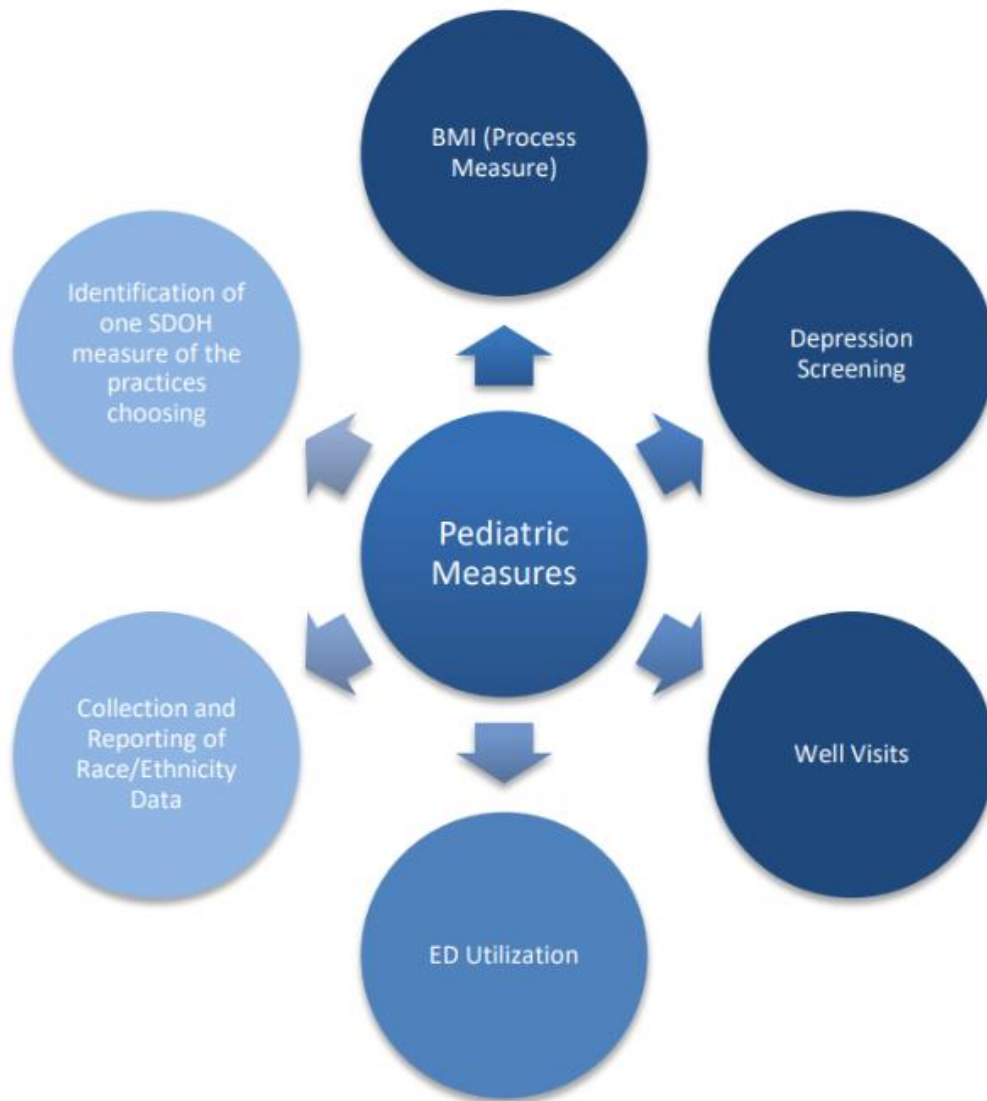 BMI (Process
Measure)
Identification of
one SDOH
measure of the
practices
choosing
Depression
Screening
Pediatric
Measures
Collection and
Reporting of
Race/Ethnicity
Data
Well Visits
ED Utilization